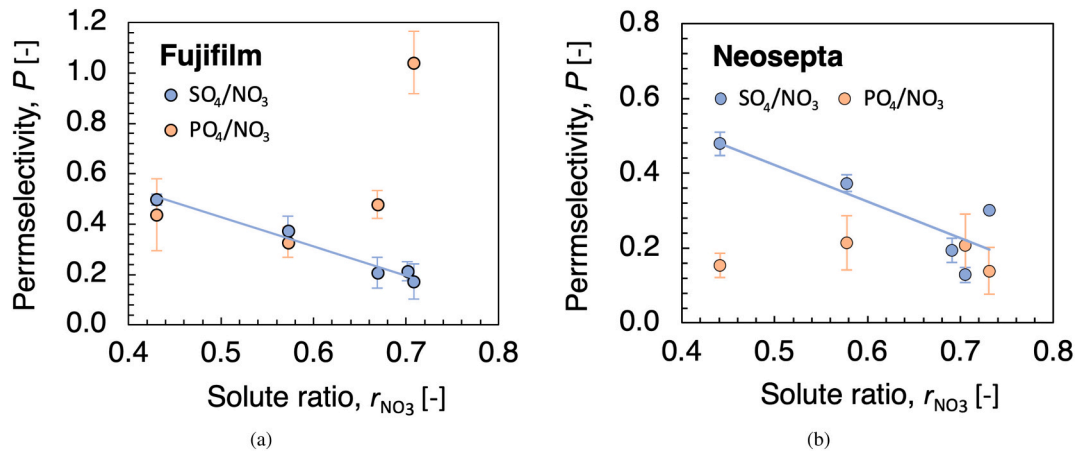 Perrmselectivity, P [-]
1.2
1.0
0.8
0.6
0.4
0.2
0.0
Fujifilm
SO₄/NO₃
PO₄/NO₃
0.4 0.5 0.6 0.7 0.8
Solute ratio, rNO3 [-]
(a)
Perrmselectivity, P [-]
0.8
0.6
0.4
0.2
0.0
Neosepta
SO₄/NO₃ PO₄/NO₃
0.4 0.5 0.6 0.7 0.8
Solute ratio, rNO3 [-]
(b)